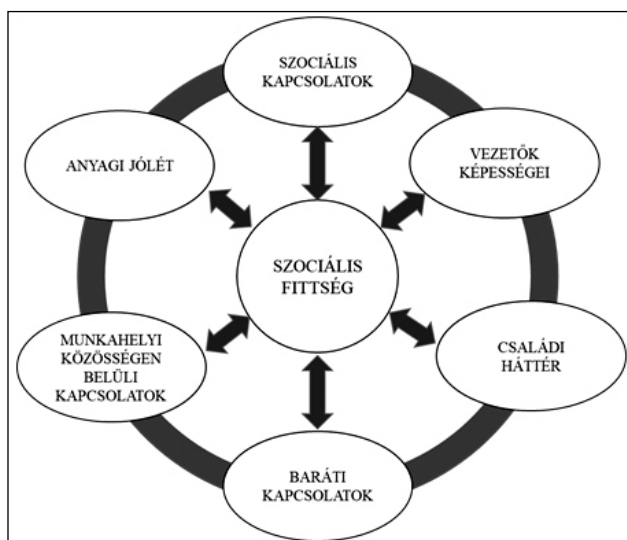 SZOCIÁLIS
KAPCSOLATOK
VEZETŐK
KÉPESSÉGEI
CSALÁDI
HÁTTÉR
BARÁTI
KAPCSOLATOK
MUNKAHELYI
KÖZÖSSÉGEN
BELÜLI
KAPCSOLATOK
ANYAGI JÓLÉT
SZOCIÁLIS
FITTSÉG